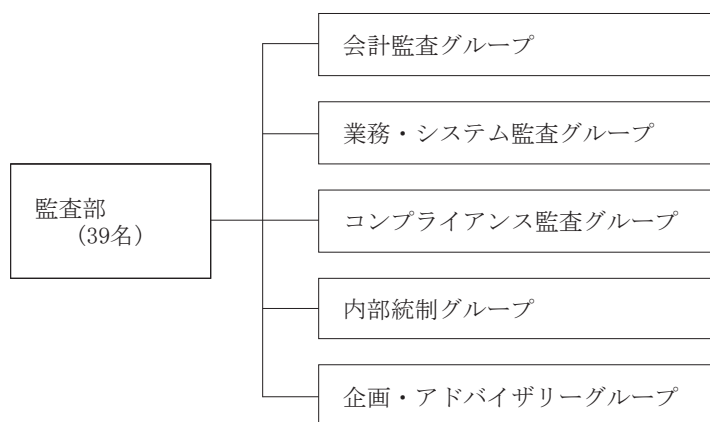 監査部
(39名)
会計監査グループ
業務・システム監査グループ
コンプライアンス監査グループ
内部統制グループ
企画・アドバイザリーグループ